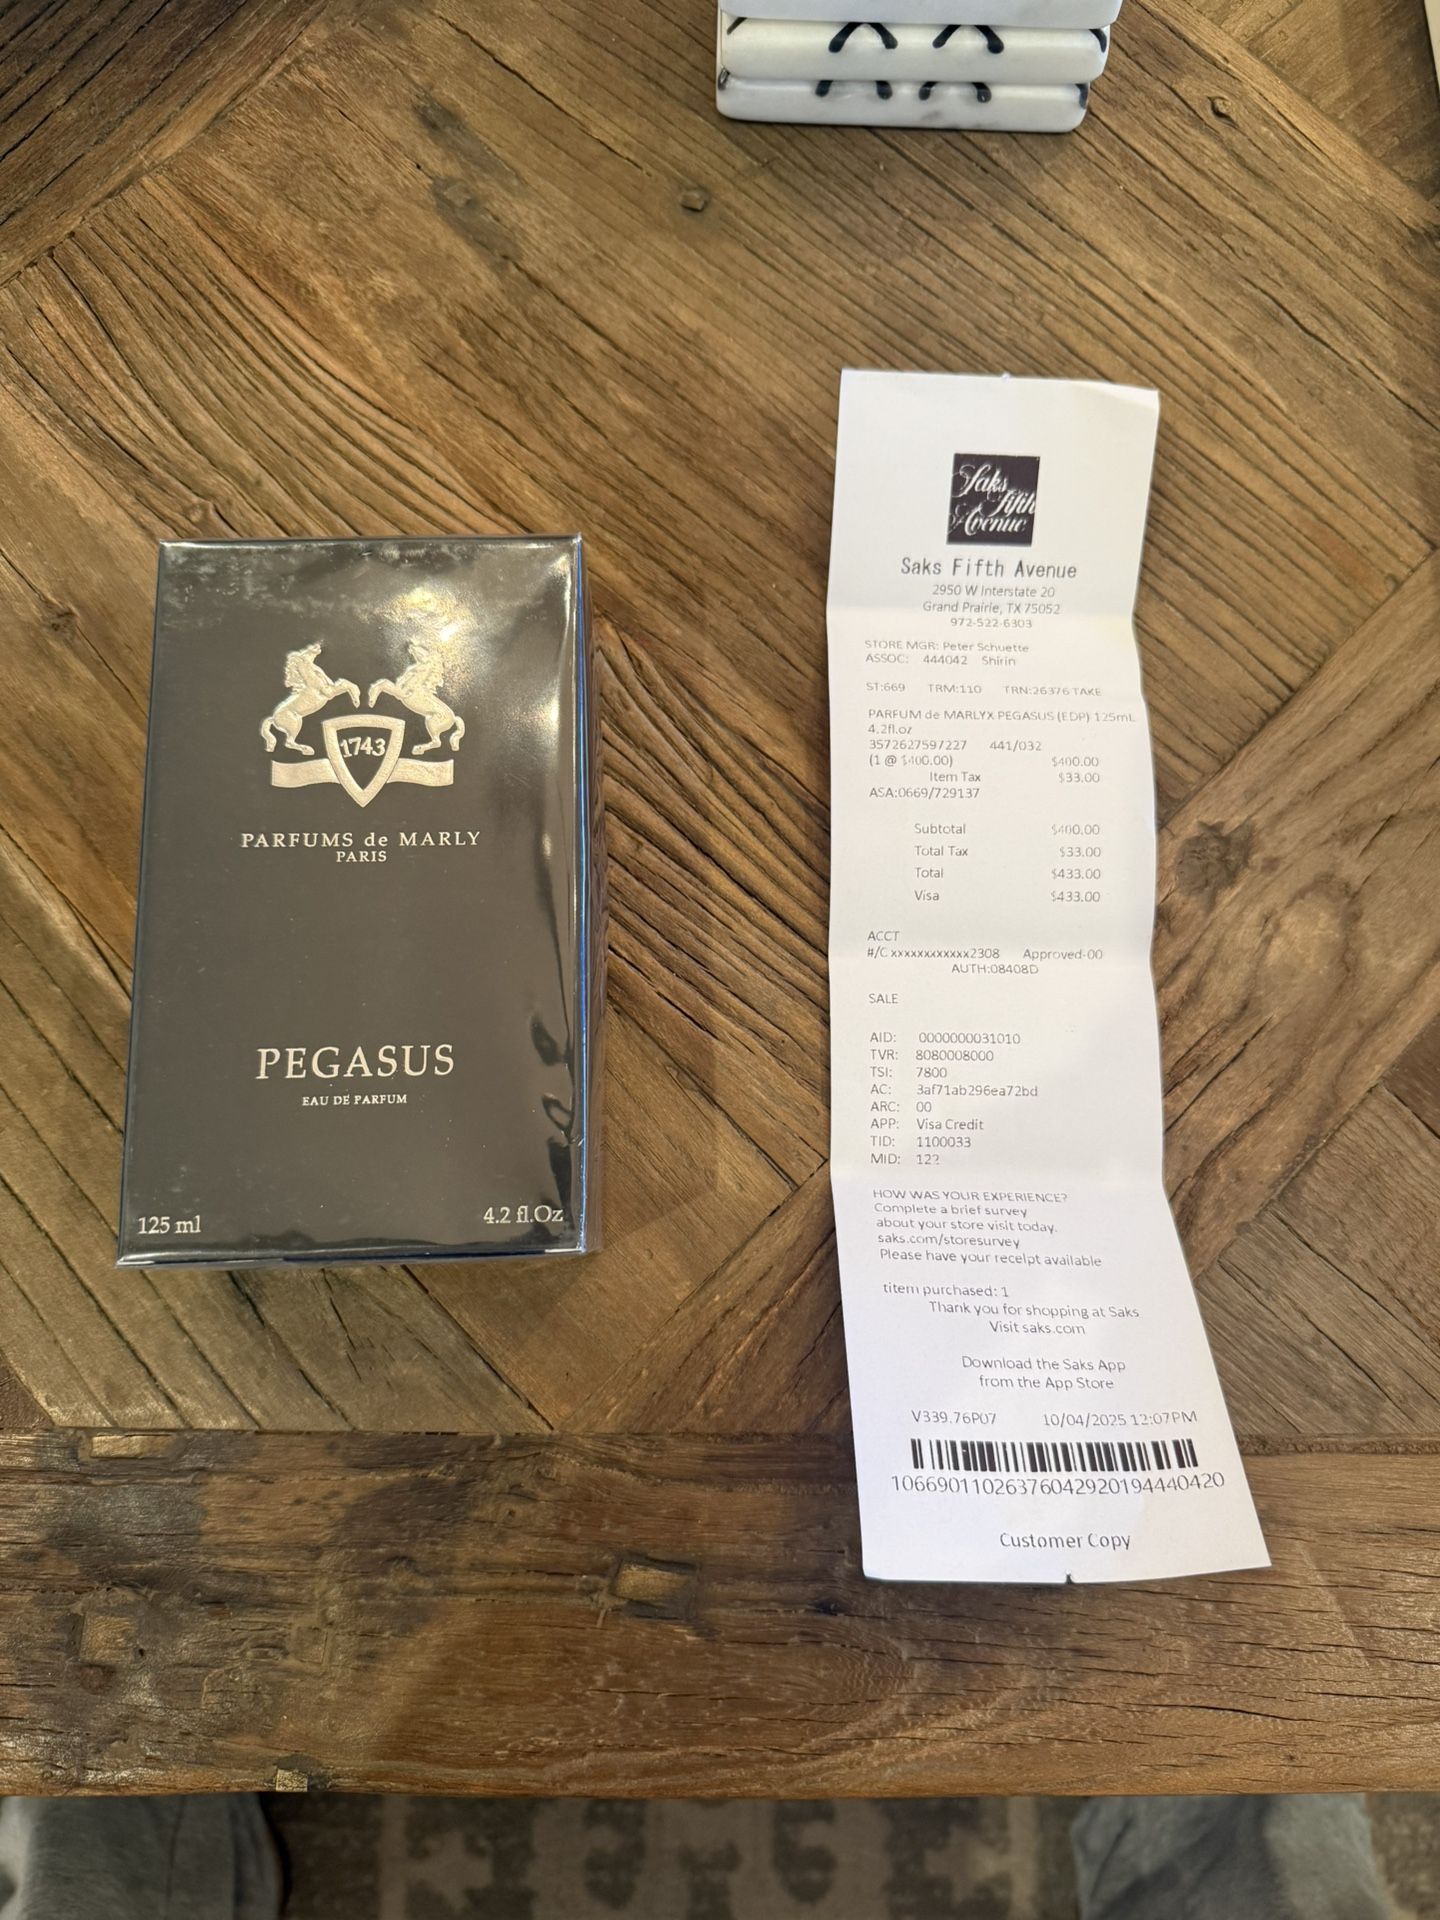 1743
PARFUMS de MARLY
PARIS
PEGASUS
EAU DE PARFUM
125 ml 4.2 fl.Oz
Saks
Fifth
Avenue
Saks Fifth Avenue
2950 W Interstate 20
Grand Prairie, TX 75052
972-522-6303
STORE MGR: Peter Schuette
ASSOC: 444042 Shirin
ST:669 TRM:110 TRN:26376 TAKE
PARFUM de MARLYX PEGASUS (EDP) 125mL
4.2fl.oz
3572627597227 441/032
(1 @ $400.00) $400.00
Item Tax $33.00
ASA:0669/729137
Subtotal $400.00
Total Tax $33.00
Total $433.00
Visa $433.00
ACCT
#/C xxxxxxxxxxxx2308 Approved-00
AUTH:08408D
SALE
AID: 0000000031010
TVR: 8080008000
TSI: 7800
AC: 3af71ab296ea72bd
ARC: 00
APP: Visa Credit
TID: 1100033
MID:
HOW WAS YOUR EXPERIENCE?
Complete a brief survey
about your store visit today.
saks.com/storesurvey
Please have your receipt available
titem purchased: 1
Thank you for shopping at Saks
Visit saks.com
Download the Saks App
from the App Store
V339.76P07 10/04/2025 12:07PM
10669011026376042920194440420
Customer Copy